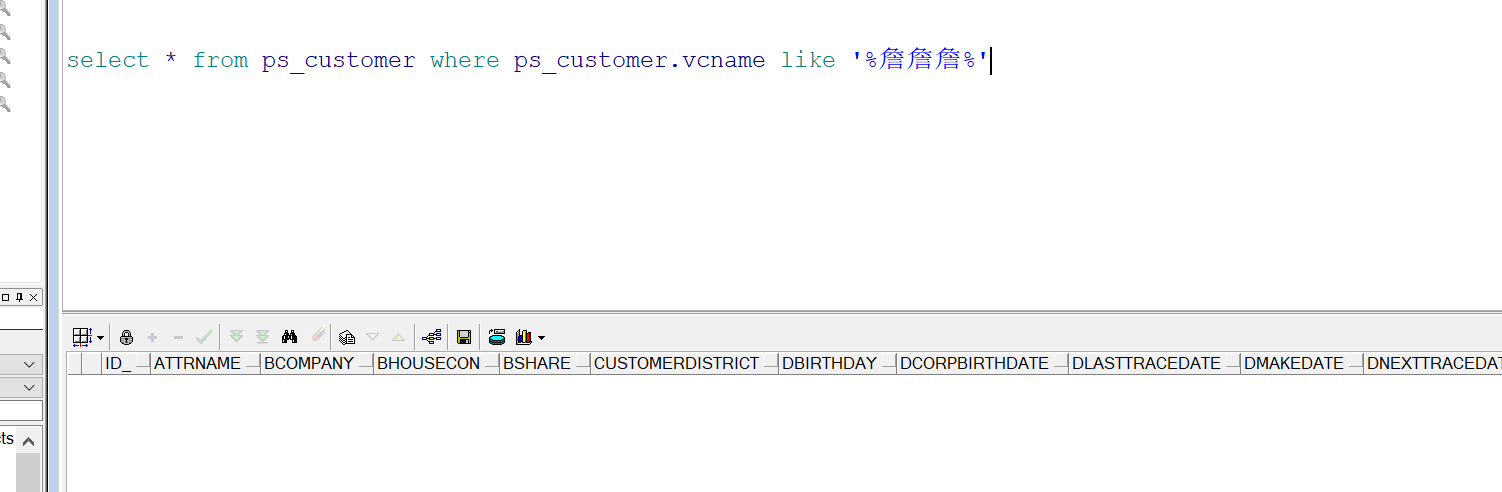 select * from ps_customer where ps_customer.vcname like '%詹詹詹%'
ID_ ATTRNAME BCOMPANY BHOUSECON BSHARE CUSTOMERDISTRICT DBIRTHDAY DCORPBIRTHDATE DLASTTRACEDATE DMAKEDATE DNEXTTRACEDAT
cts